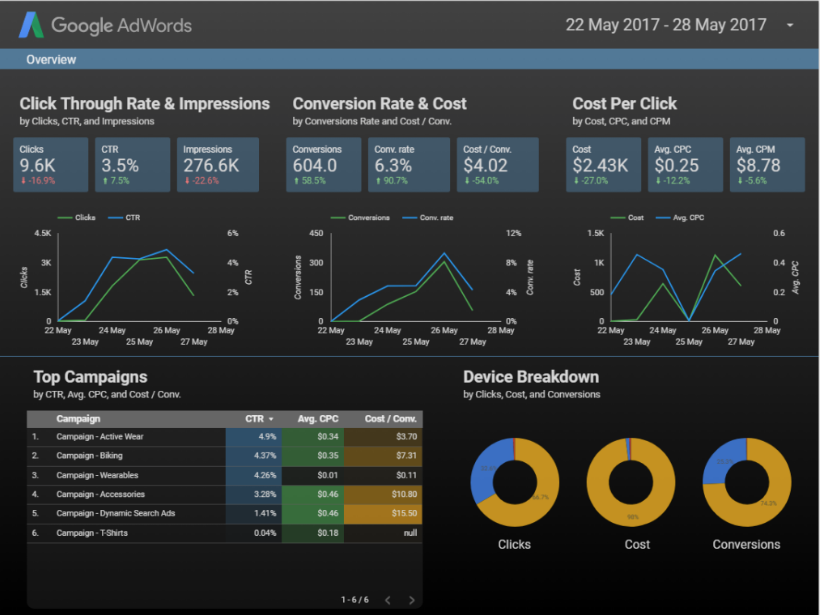 Google AdWords
22 May 2017 - 28 May 2017
Overview
Click Through Rate & Impressions
by Clicks, CTR, and Impressions
Clicks
9.6K
-16.9%
CTR
3.5%
7.5%
Impressions
276.6K
-22.6%
Conversion Rate & Cost
by Conversions Rate and Cost / Conv.
Conversions
604.0
58.5%
Conv. rate
6.3%
90.7%
Cost / Conv.
$4.02
-54.0%
Cost Per Click
by Cost, CPC, and CPM
Cost
$2.43K
-27.0%
Avg. CPC
$0.25
-12.2%
Avg. CPM
$8.78
-5.6%
Clicks CTR
4.5K
3K
1.5K
0
Clicks
6%
4%
2%
0%
CTR
22 May 24 May 26 May 28 May
23 May 25 May 27 May
Conversions Conv. rate
450
300
150
0
Conversions
12%
8%
4%
0%
Conv. rate
22 May 24 May 26 May 28 May
23 May 25 May 27 May
Cost Avg. CPC
1.5K
1K
500
0
Cost
0.6
0.4
0.2
0
Avg. CPC
22 May 24 May 26 May 28 May
23 May 25 May 27 May
Top Campaigns
by CTR, Avg. CPC, and Cost / Conv.
Campaign CTR Avg. CPC Cost / Conv.
1. Campaign - Active Wear 4.9% $0.34 $3.70
2. Campaign - Biking 4.37% $0.35 $7.31
3. Campaign - Wearables 4.26% $0.01 $0.11
4. Campaign - Accessories 3.28% $0.46 $10.80
5. Campaign - Dynamic Search Ads 1.41% $0.46 $15.50
6. Campaign - T-Shirts 0.04% $0.18 null
1 - 6 / 6
Device Breakdown
by Clicks, Cost, and Conversions
98%
Clicks
Cost
Conversions